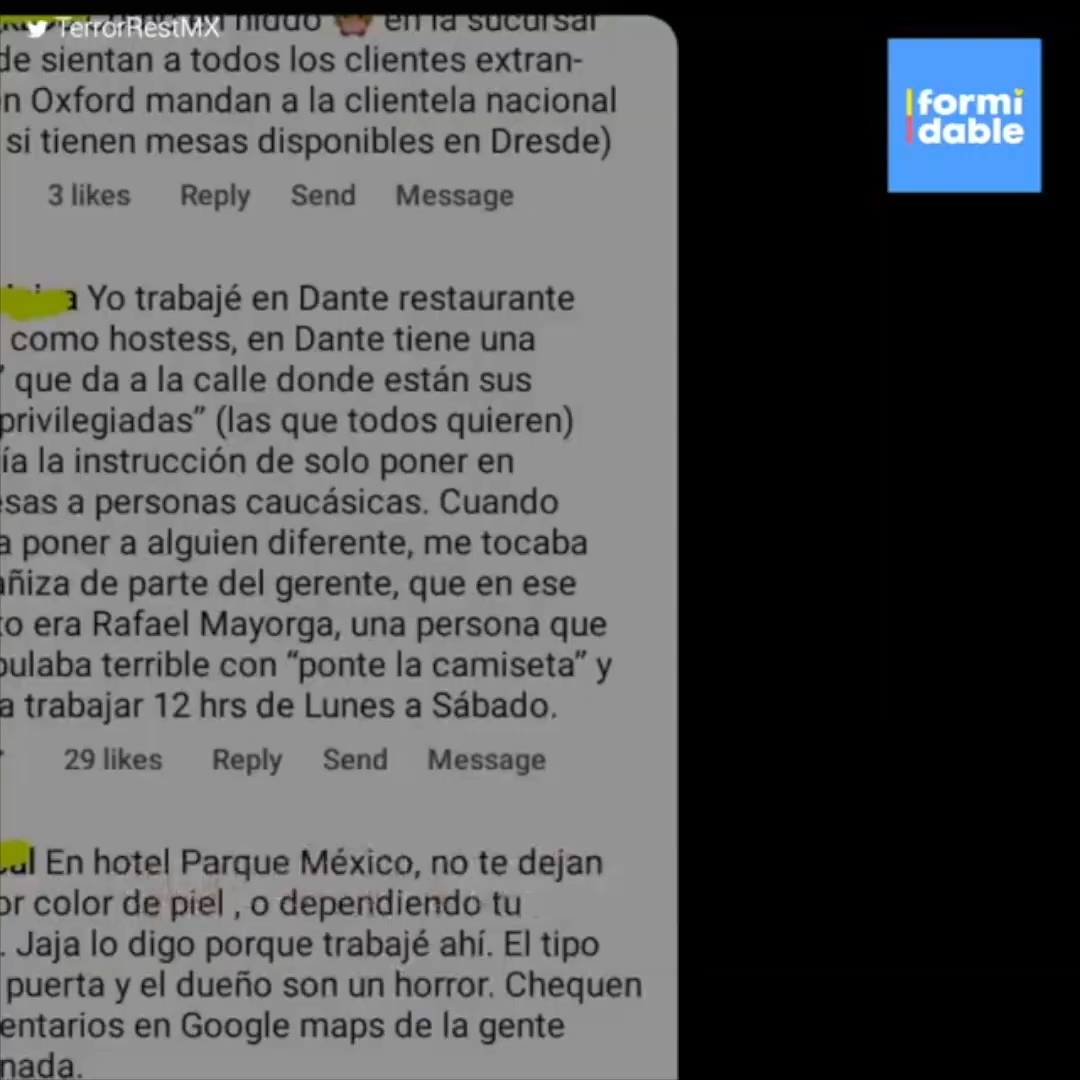 TerrorRestMX
en la sucursal
de sientan a todos los clientes extran-
n Oxford mandan a la clientela nacional
si tienen mesas disponibles en Dresde)
3 likes Reply Send Message
a Yo trabajé en Dante restaurante
como hostess, en Dante tiene una
” que da a la calle donde están sus
privilegiadas” (las que todos quieren)
ía la instrucción de solo poner en
esas a personas caucásicas. Cuando
a poner a alguien diferente, me tocaba
añiza de parte del gerente, que en ese
to era Rafael Mayorga, una persona que
pulaba terrible con “ponte la camiseta” y
a trabajar 12 hrs de Lunes a Sábado.
29 likes Reply Send Message
al En hotel Parque México, no te dejan
or color de piel , o dependiendo tu
. Jaja lo digo porque trabajé ahí. El tipo
puerta y el dueño son un horror. Chequen
entarios en Google maps de la gente
nada.
formi
dable